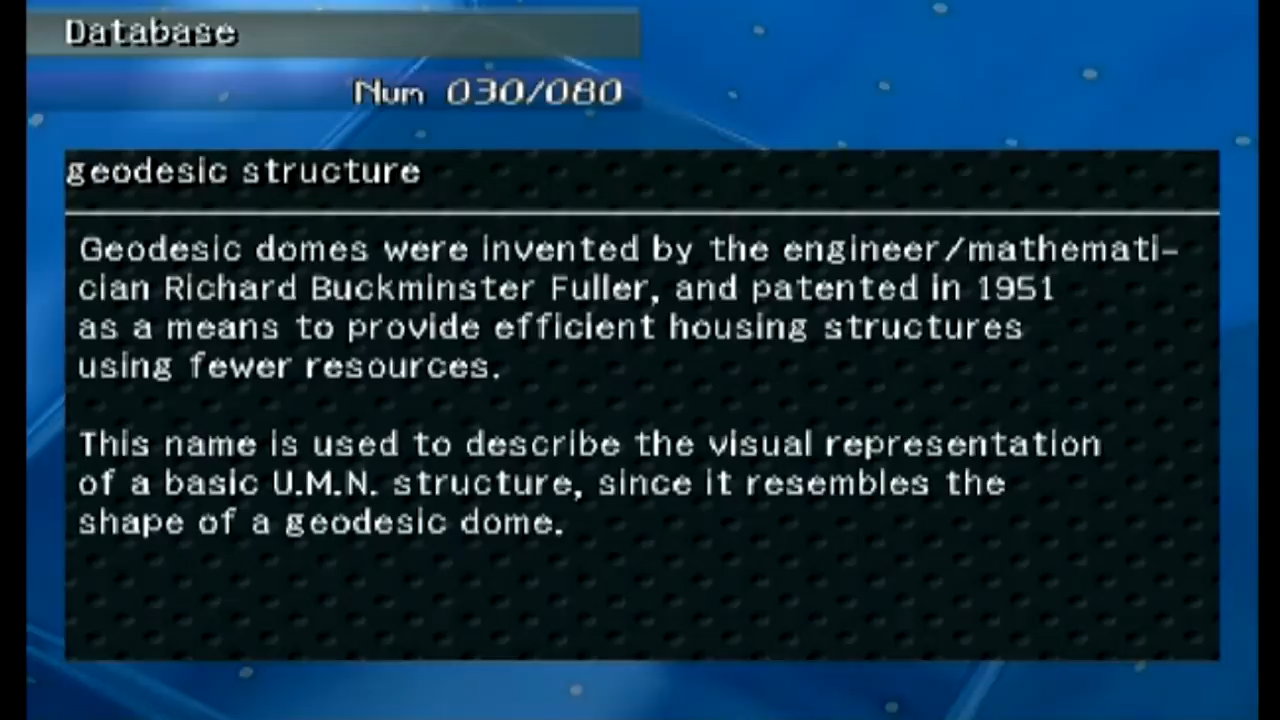 Database
Num 030/080
geodesic structure
Geodesic domes were invented by the engineer/mathemati-
cian Richard Buckminster Fuller, and patented in 1951
as a means to provide efficient housing structures
using fewer resources.
This name is used to describe the visual representation
of a basic U.M.N. structure, since it resembles the
shape of a geodesic dome.